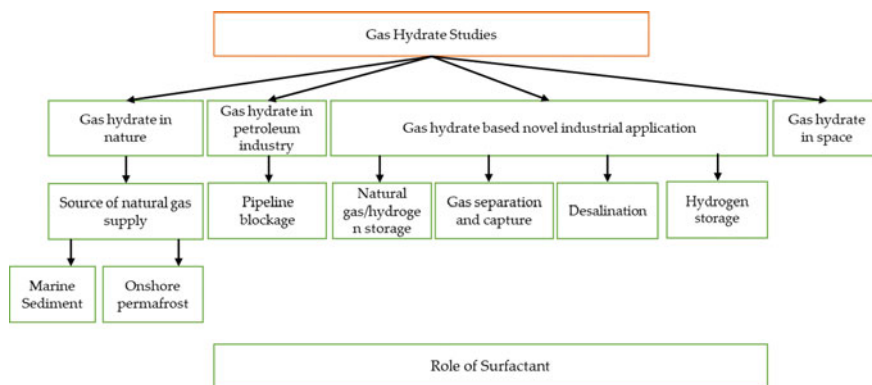 Gas Hydrate Studies
Gas hydrate in
nature
Gas hydrate in
petroleum
industry
Gas hydrate based novel industrial application
Gas hydrate
in space
Source of natural gas
supply
Pipeline
blockage
Natural
gas/hydroge
n storage
Gas separation
and capture
Desalination
Hydrogen
storage
Marine
Sediment
Onshore
permafrost
Role of Surfactant